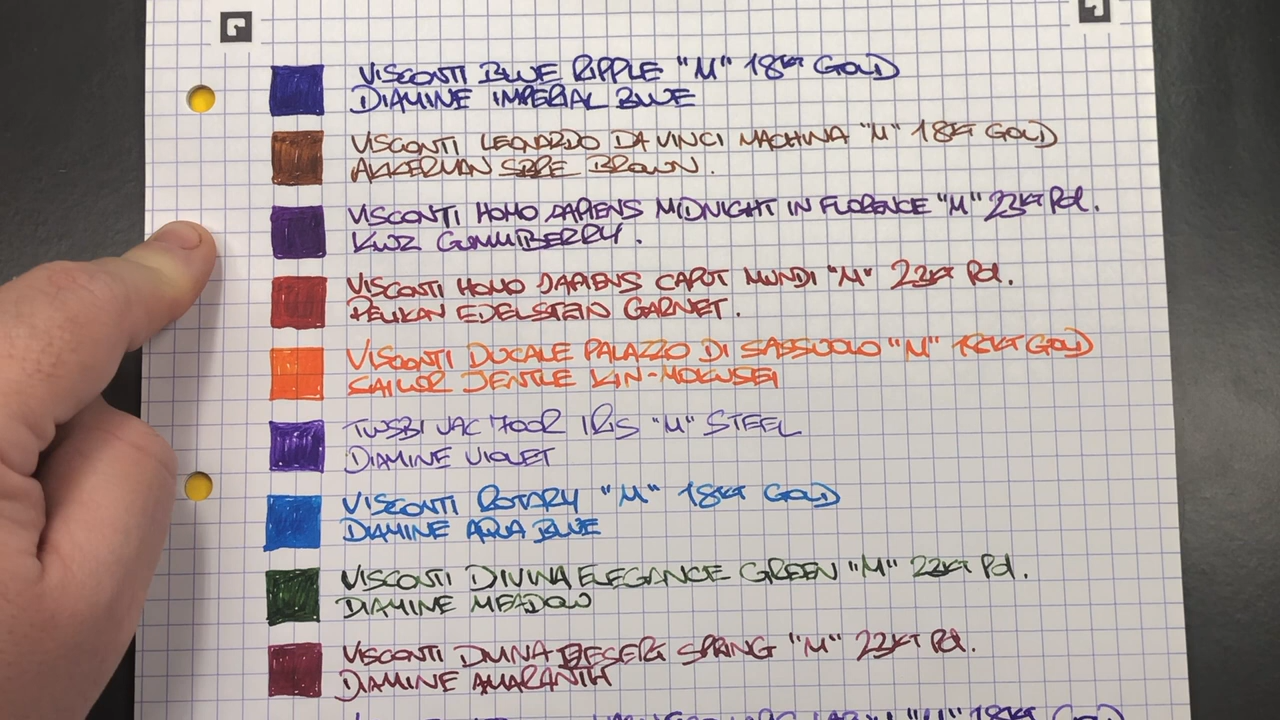 VISCONTI BLUE RIPPLE "M" 18KT GOLD
DIAMINE IMPERIAL BLUE
VISCONTI LEONARDO DA VINCI MACHINA "M" 18KT GOLD
AKKERMAN SBRE BROWN.
VISCONTI HOMO SAPIENS MIDNIGHT IN FLORENCE "M" 23KT Pd.
KWZ GUMMIBERRY.
VISCONTI HOMO SAPIENS CAPUT MUNDI "M" 23KT Pd.
PELIKAN EDELSTEIN GARNET.
VISCONTI DUCALE PALAZZO DI SASSUOLO "M" 18KT GOLD
SAILOR JENTLE KIN-MOKUSEI
TWSBI VAC 700R IRIS "M" STEEL
DIAMINE VIOLET
VISCONTI ROTARY "M" 18KT GOLD
DIAMINE AQUA BLUE
VISCONTI DIVINA ELEGANCE GREEN "M" 23KT Pd.
DIAMINE MEADOW
VISCONTI DIVINA DESERT SPRING "M" 23KT Pd.
DIAMINE AMARANTH
"M" 18KT GOLD